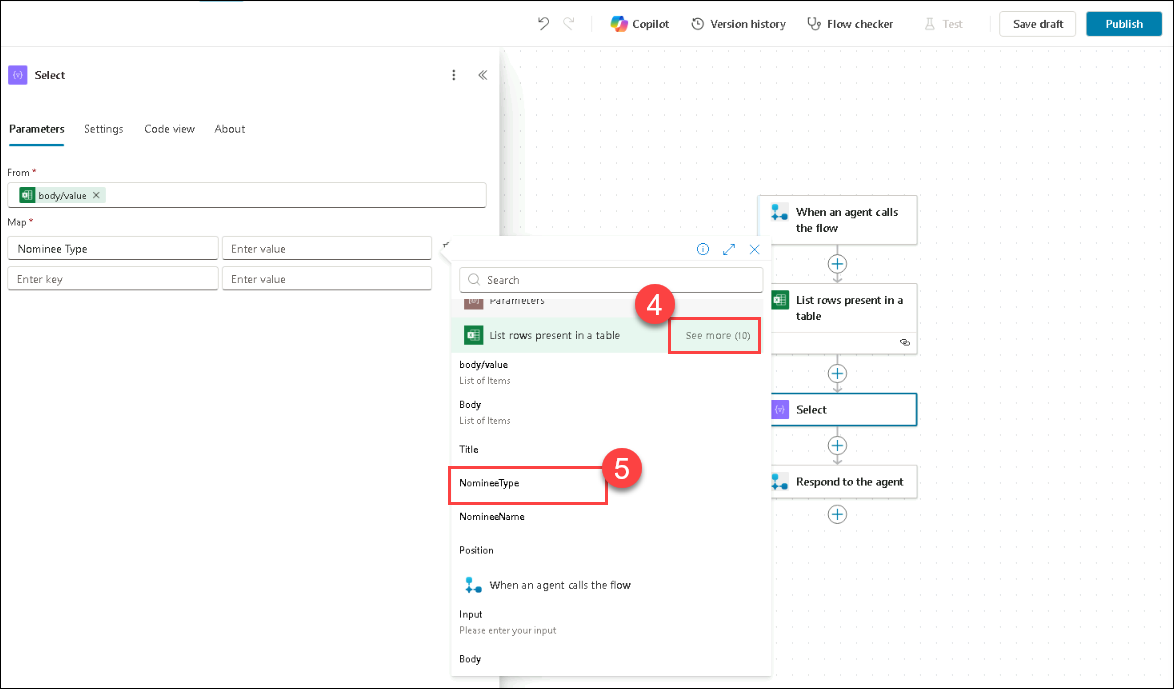 Copilot
Version history
Flow checker
Test
Save draft
Publish
Select
Parameters
Settings
Code view
About
From *
body/value
Map *
Nominee Type
Enter value
Enter key
Enter value
Search
Parameters
4
List rows present in a table
See more (10)
body/value
List of Items
Body
List of Items
Title
5
NomineeType
NomineeName
Position
When an agent calls the flow
Input
Please enter your input
Body
When an agent calls
the flow
List rows present in a
table
Select
Respond to the agent